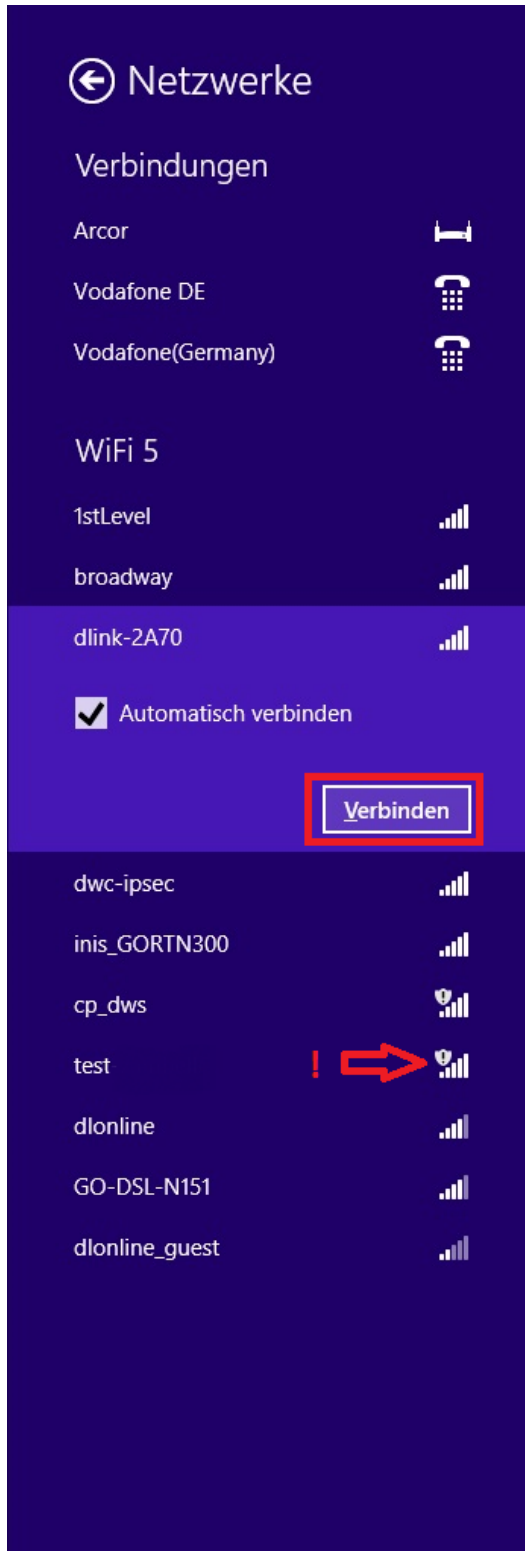 Netzwerke
Verbindungen
Arcor
Vodafone DE
Vodafone(Germany)
WiFi 5
1stLevel
broadway
dlink-2A70
Automatisch verbinden
Verbinden
dwc-ipsec
inis_GORTN300
cp_dws
test !
dlonline
GO-DSL-N151
dlonline_guest